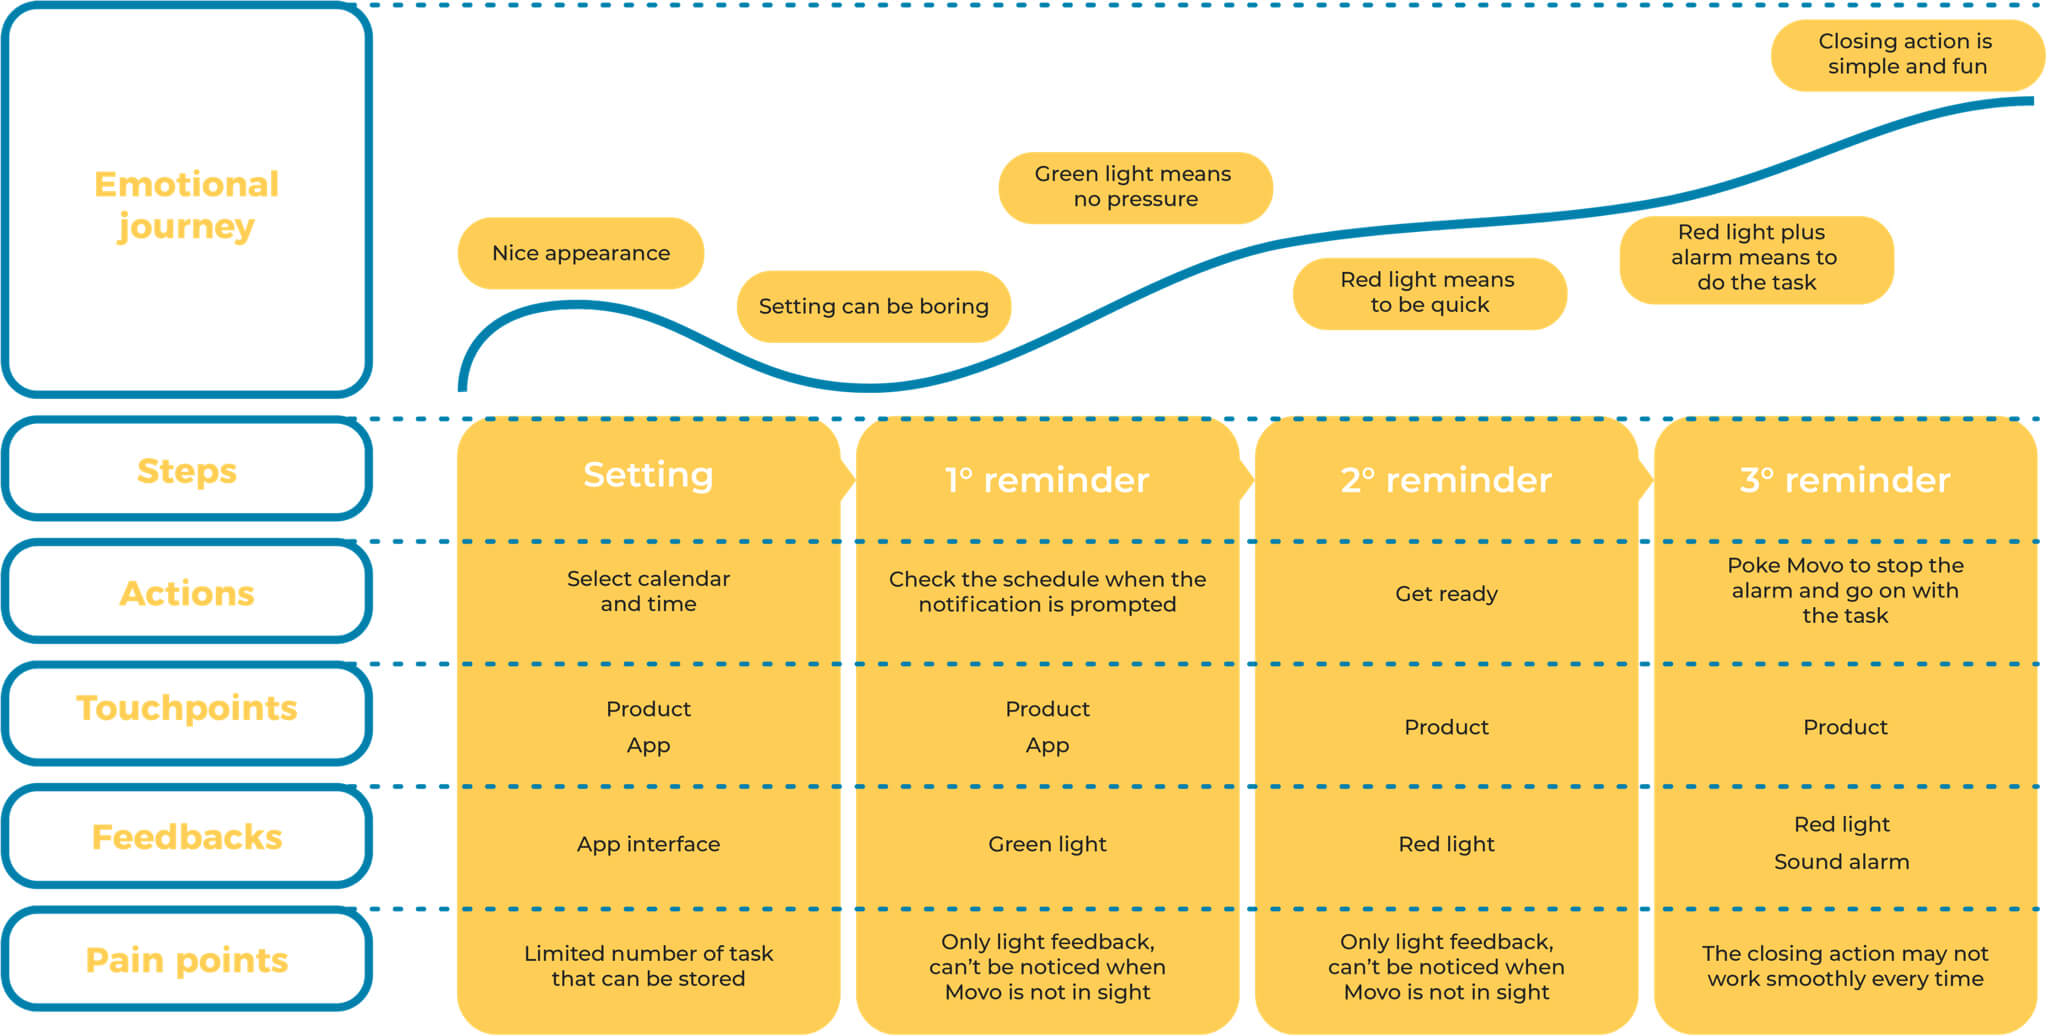 Emotional
journey
Nice appearance
Setting can be boring
Green light means
no pressure
Red light means
to be quick
Red light plus
alarm means to
do the task
Closing action is
simple and fun
Steps
Setting
1° reminder
2° reminder
3° reminder
Actions
Select calendar
and time
Check the schedule when the
notification is prompted
Get ready
Poke Movo to stop the
alarm and go on with
the task
Touchpoints
Product
App
Product
App
Product
Product
Feedbacks
App interface
Green light
Red light
Red light
Sound alarm
Pain points
Limited number of task
that can be stored
Only light feedback,
can’t be noticed when
Movo is not in sight
Only light feedback,
can’t be noticed when
Movo is not in sight
The closing action may not
work smoothly every time